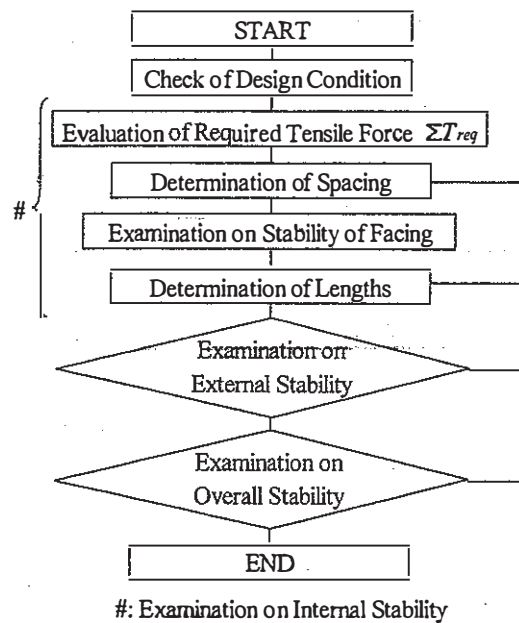 START
Check of Design Condition
Evaluation of Required Tensile Force ΣTreq
Determination of Spacing
#
Examination on Stability of Facing
Determination of Lengths
Examination on
External Stability
Examination on
Overall Stability
END
#: Examination on Internal Stability